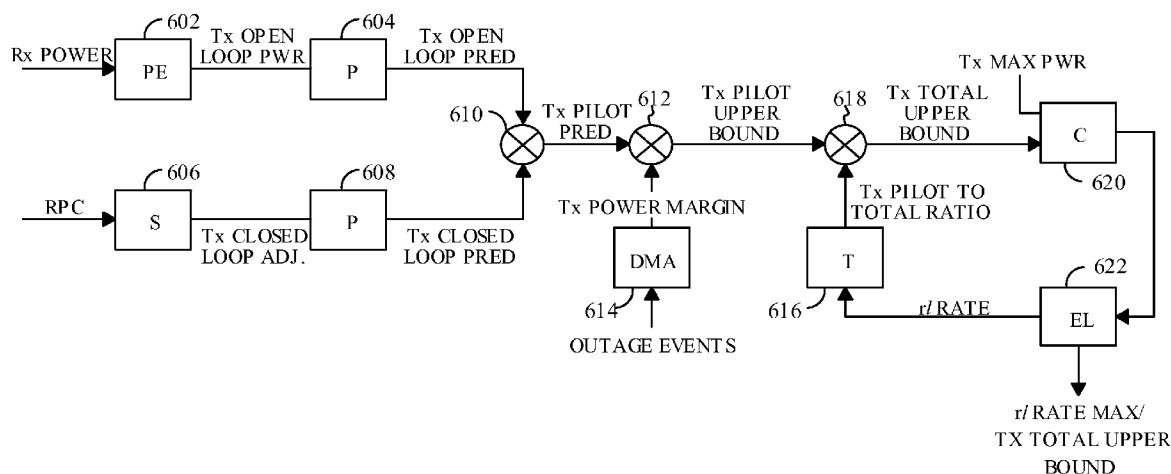 602
604
Rx POWER
PE
Tx OPEN
LOOP PWR
P
Tx OPEN
LOOP PRED
610
Tx PILOT
PRED
612
Tx PILOT
UPPER
BOUND
618
Tx TOTAL
UPPER
BOUND
Tx MAX PWR
C
620
606
608
RPC
S
Tx CLOSED
LOOP ADJ.
P
Tx CLOSED
LOOP PRED
Tx POWER MARGIN
DMA
614
OUTAGE EVENTS
Tx PILOT TO
TOTAL RATIO
T
616
rl RATE
622
EL
rl RATE MAX/
TX TOTAL UPPER
BOUND